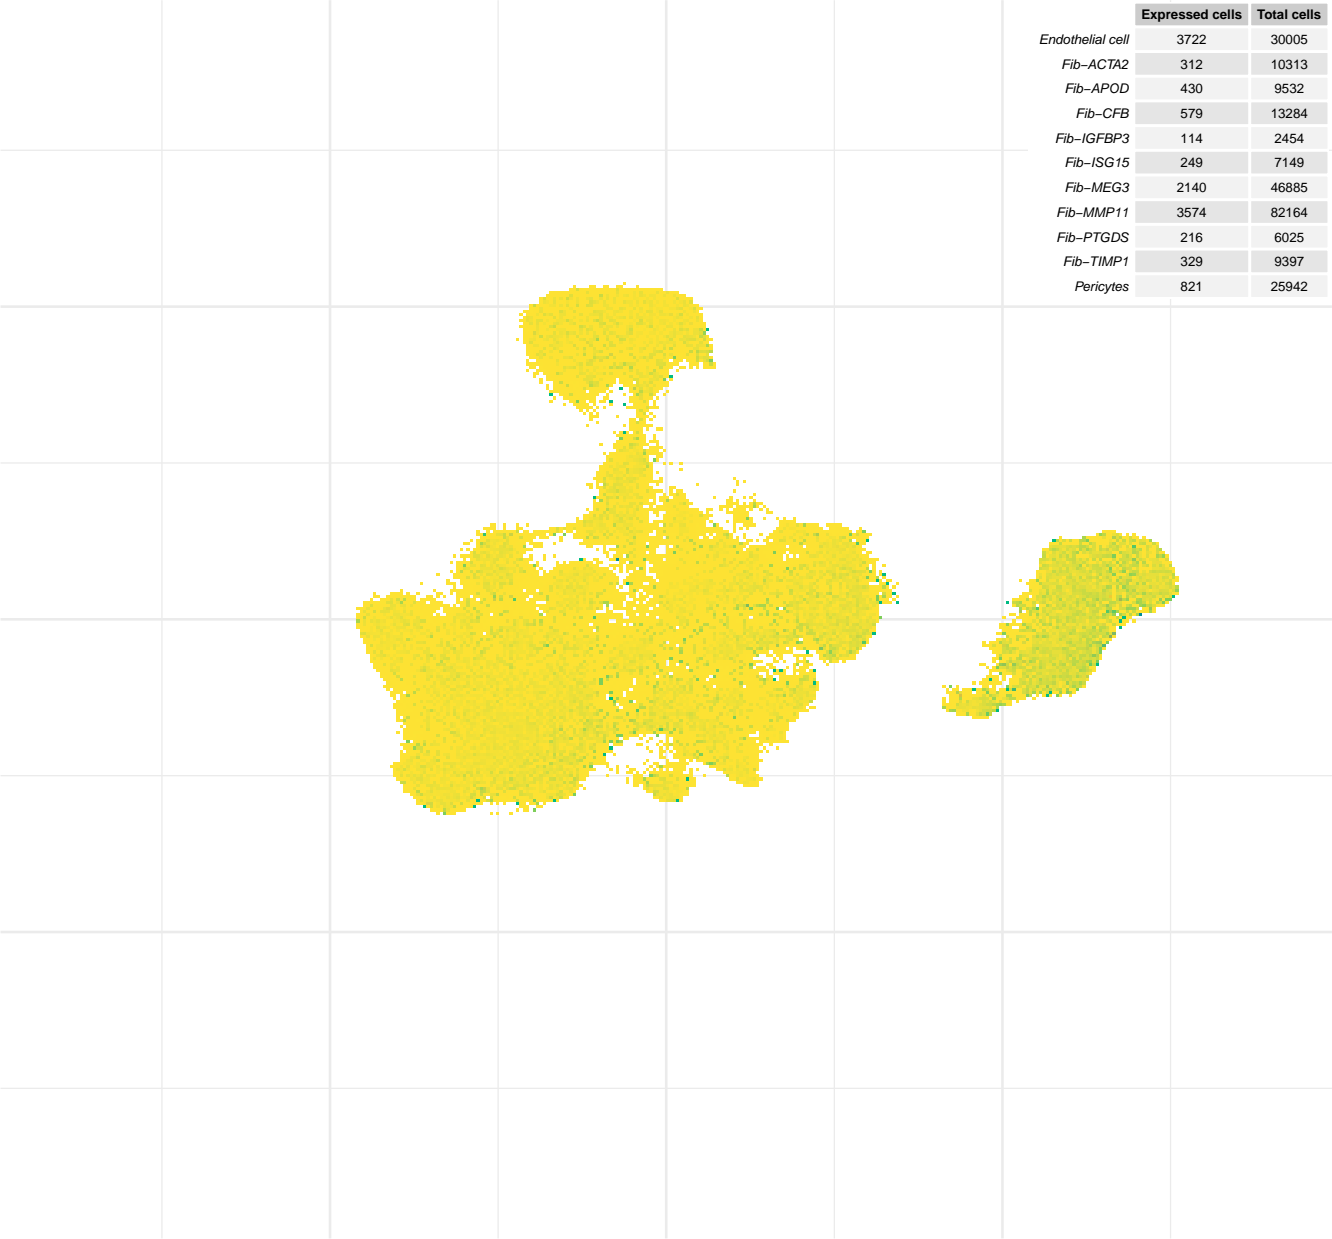 Expressed cells Total cells
Endothelial cell 3722 30005
Fib−ACTA2 312 10313
Fib−APOD 430 9532
Fib−CFB 579 13284
Fib−IGFBP3 114 2454
Fib−ISG15 249 7149
Fib−MEG3 2140 46885
Fib−MMP11 3574 82164
Fib−PTGDS 216 6025
Fib−TIMP1 329 9397
Pericytes 821 25942